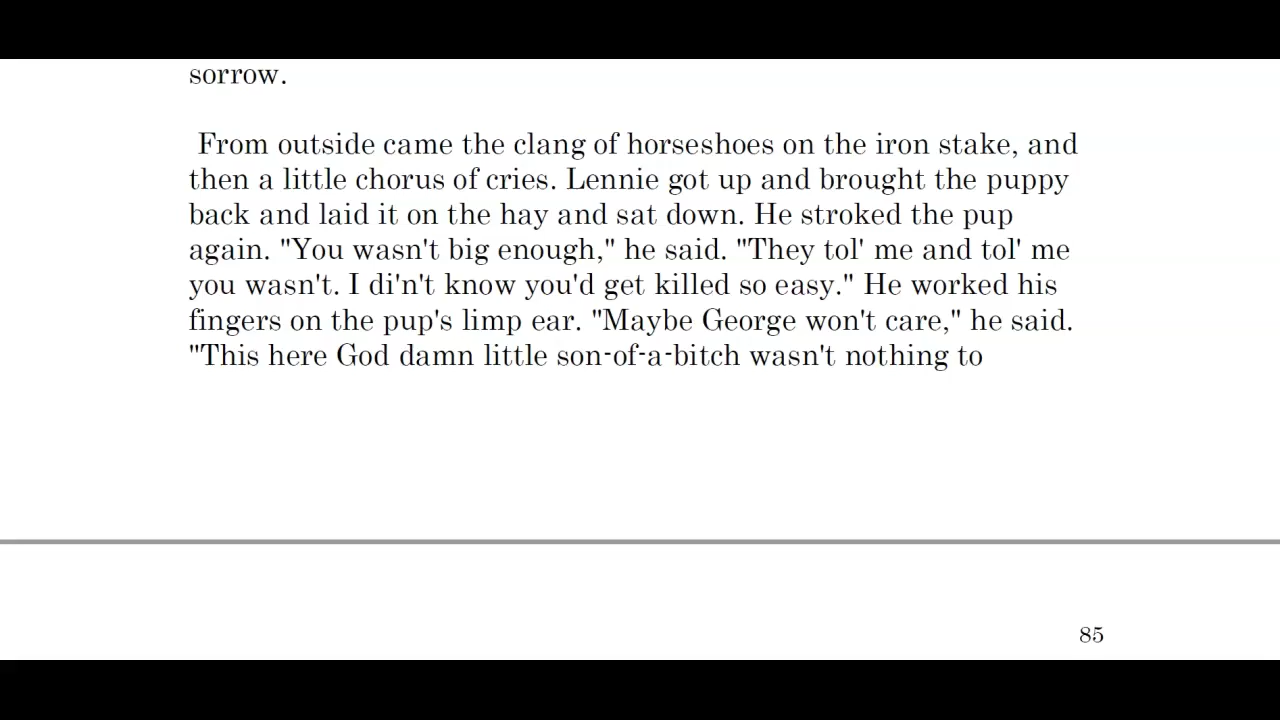 sorrow.
From outside came the clang of horseshoes on the iron stake, and
then a little chorus of cries. Lennie got up and brought the puppy
back and laid it on the hay and sat down. He stroked the pup
again. "You wasn't big enough," he said. "They tol' me and tol' me
you wasn't. I di'n't know you'd get killed so easy." He worked his
fingers on the pup's limp ear. "Maybe George won't care," he said.
"This here God damn little son-of-a-bitch wasn't nothing to
85